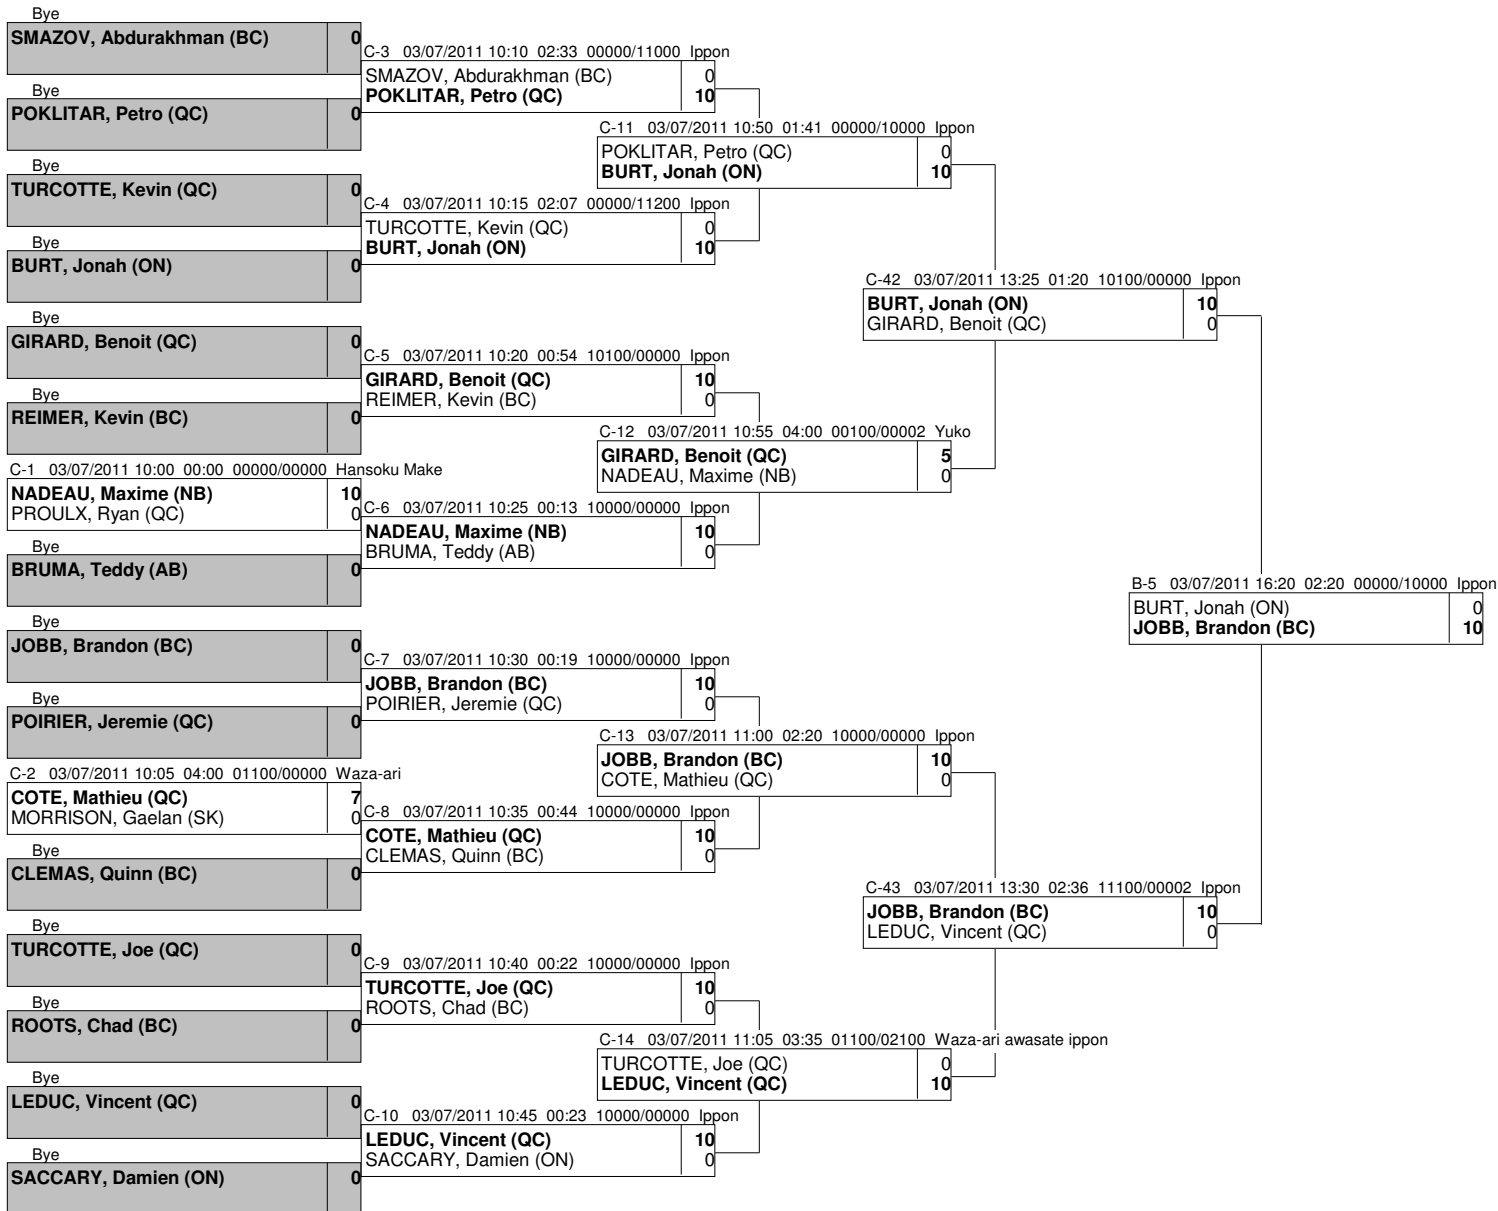 Bye
SMAZOV, Abdurakhman (BC) 0
Bye
POKLITAR, Petro (QC) 0
Bye
TURCOTTE, Kevin (QC) 0
Bye
BURT, Jonah (ON) 0
Bye
GIRARD, Benoit (QC) 0
Bye
REIMER, Kevin (BC) 0
C-1 03/07/2011 10:00 00:00 00000/00000 Hansoku Make
NADEAU, Maxime (NB) 10
PROULX, Ryan (QC) 0
Bye
BRUMA, Teddy (AB) 0
Bye
JOBB, Brandon (BC) 0
Bye
POIRIER, Jeremie (QC) 0
C-2 03/07/2011 10:05 04:00 01100/00000 Waza-ari
COTE, Mathieu (QC) 7
MORRISON, Gaelan (SK) 0
Bye
CLEMAS, Quinn (BC) 0
Bye
TURCOTTE, Joe (QC) 0
Bye
ROOTS, Chad (BC) 0
Bye
LEDUC, Vincent (QC) 0
Bye
SACCARY, Damien (ON) 0
C-3 03/07/2011 10:10 02:33 00000/11000 Ippon
SMAZOV, Abdurakhman (BC) 0
POKLITAR, Petro (QC) 10
C-4 03/07/2011 10:15 02:07 00000/11200 Ippon
TURCOTTE, Kevin (QC) 0
BURT, Jonah (ON) 10
C-5 03/07/2011 10:20 00:54 10100/00000 Ippon
GIRARD, Benoit (QC) 10
REIMER, Kevin (BC) 0
C-6 03/07/2011 10:25 00:13 10000/00000 Ippon
NADEAU, Maxime (NB) 10
BRUMA, Teddy (AB) 0
C-7 03/07/2011 10:30 00:19 10000/00000 Ippon
JOBB, Brandon (BC) 10
POIRIER, Jeremie (QC) 0
C-8 03/07/2011 10:35 00:44 10000/00000 Ippon
COTE, Mathieu (QC) 10
CLEMAS, Quinn (BC) 0
C-9 03/07/2011 10:40 00:22 10000/00000 Ippon
TURCOTTE, Joe (QC) 10
ROOTS, Chad (BC) 0
C-10 03/07/2011 10:45 00:23 10000/00000 Ippon
LEDUC, Vincent (QC) 10
SACCARY, Damien (ON) 0
C-11 03/07/2011 10:50 01:41 00000/10000 Ippon
POKLITAR, Petro (QC) 0
BURT, Jonah (ON) 10
C-12 03/07/2011 10:55 04:00 00100/00002 Yuko
GIRARD, Benoit (QC) 5
NADEAU, Maxime (NB) 0
C-13 03/07/2011 11:00 02:20 10000/00000 Ippon
JOBB, Brandon (BC) 10
COTE, Mathieu (QC) 0
C-14 03/07/2011 11:05 03:35 01100/02100 Waza-ari awasate ippon
TURCOTTE, Joe (QC) 0
LEDUC, Vincent (QC) 10
C-42 03/07/2011 13:25 01:20 10100/00000 Ippon
BURT, Jonah (ON) 10
GIRARD, Benoit (QC) 0
C-43 03/07/2011 13:30 02:36 11100/00002 Ippon
JOBB, Brandon (BC) 10
LEDUC, Vincent (QC) 0
B-5 03/07/2011 16:20 02:20 00000/10000 Ippon
BURT, Jonah (ON) 0
JOBB, Brandon (BC) 10